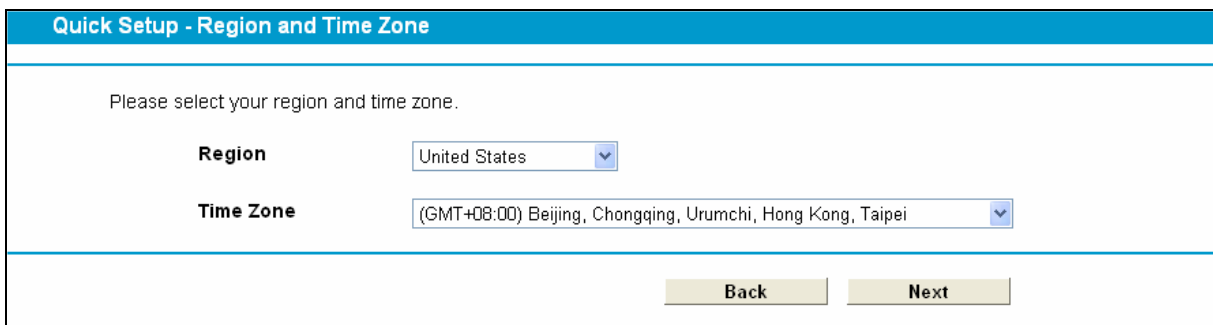 Quick Setup - Region and Time Zone
Please select your region and time zone.
Region United States
Time Zone (GMT+08:00) Beijing, Chongqing, Urumchi, Hong Kong, Taipei
Back Next